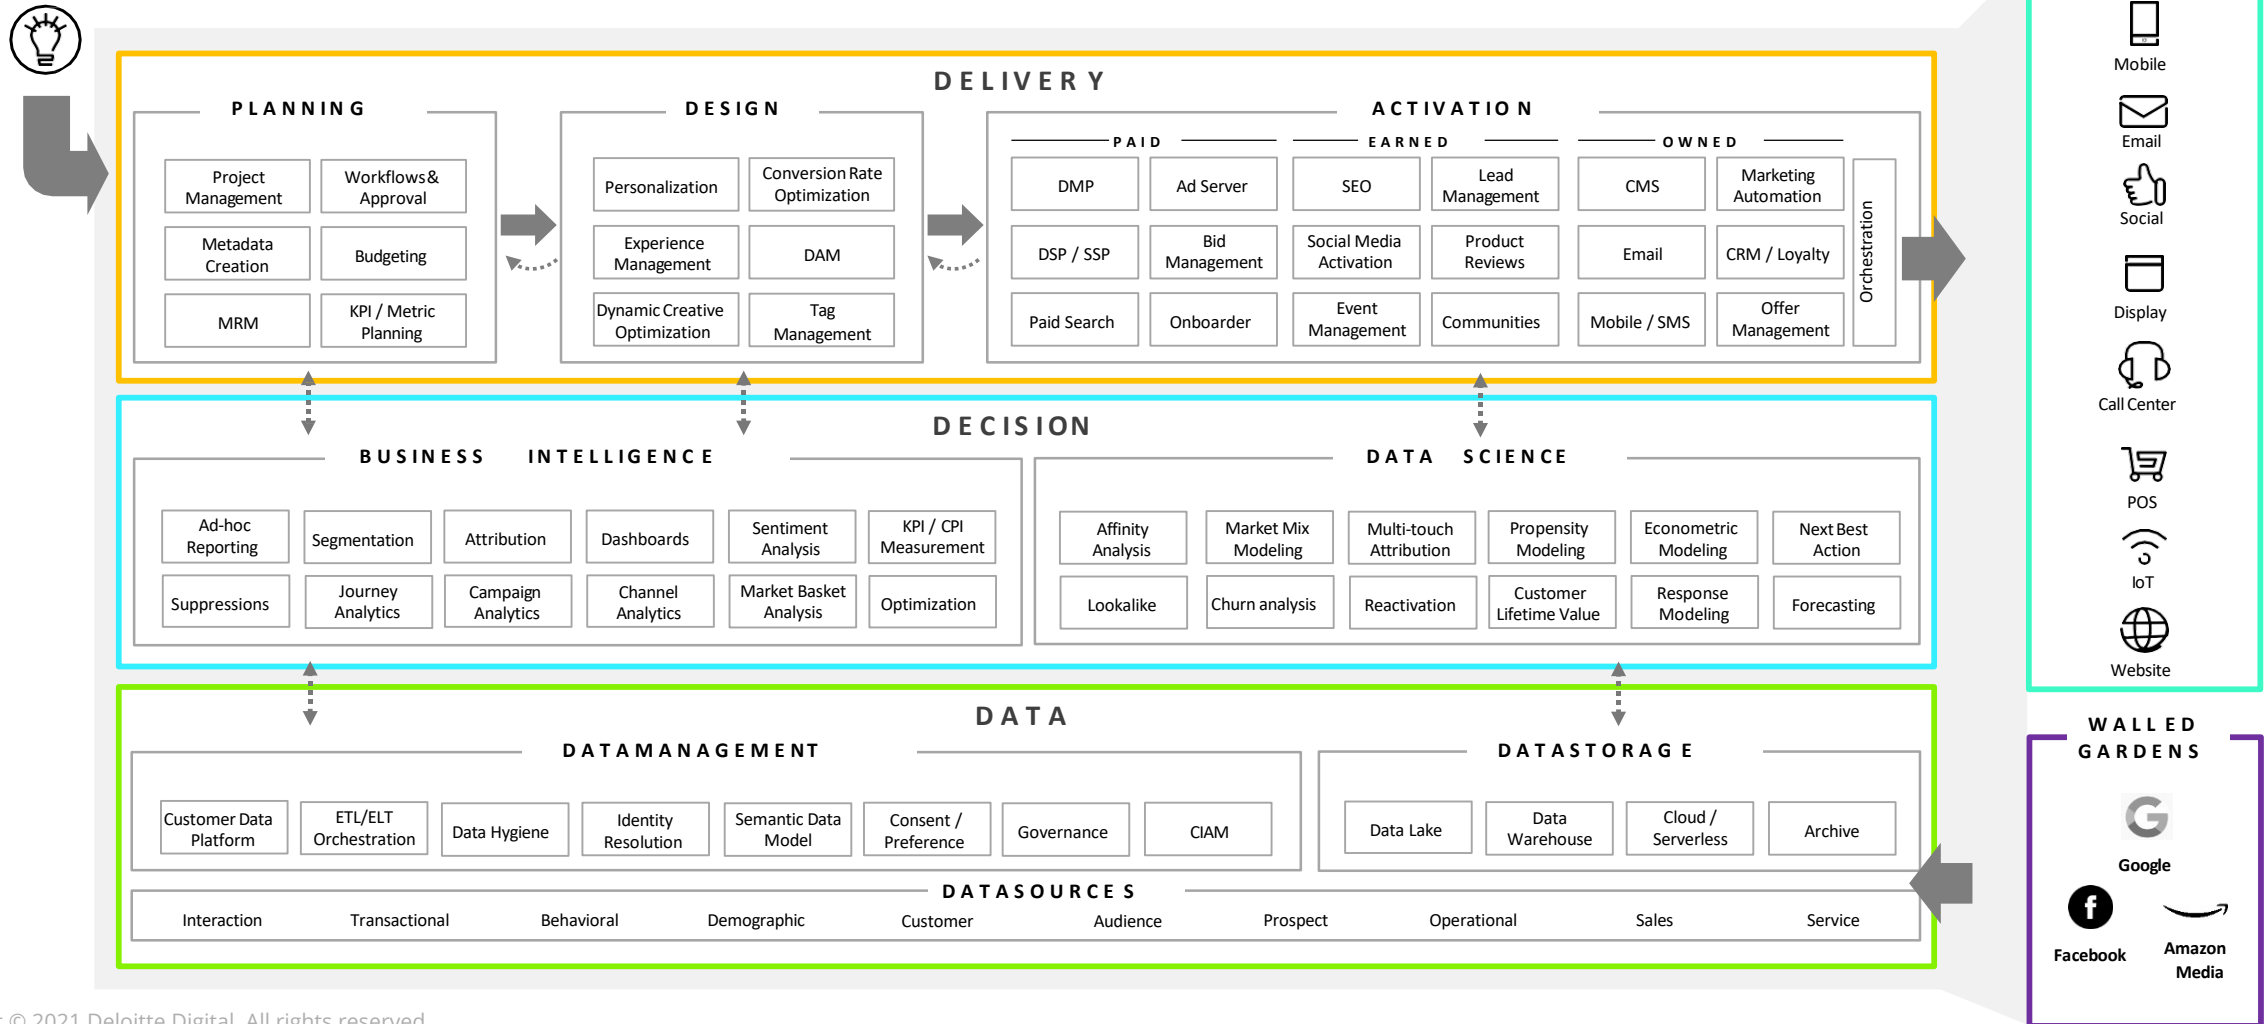 DELIVERY
PLANNING
Project
Management
Workflows &
Approval
Metadata
Creation
Budgeting
MRM
KPI / Metric
Planning
DESIGN
Personalization
Conversion Rate
Optimization
Experience
Management
DAM
Dynamic Creative
Optimization
Tag
Management
ACTIVATION
PAID
DMP
Ad Server
DSP / SSP
Bid
Management
Paid Search
Onboarder
EARNED
SEO
Lead
Management
Social Media
Activation
Product
Reviews
Event
Management
Communities
OWNED
CMS
Marketing
Automation
Email
CRM / Loyalty
Mobile / SMS
Offer
Management
Orchestration
DECISION
BUSINESS INTELLIGENCE
Ad-hoc
Reporting
Segmentation
Attribution
Dashboards
Sentiment
Analysis
KPI / CPI
Measurement
Suppressions
Journey
Analytics
Campaign
Analytics
Channel
Analytics
Market Basket
Analysis
Optimization
DATA SCIENCE
Affinity
Analysis
Market Mix
Modeling
Multi-touch
Attribution
Propensity
Modeling
Econometric
Modeling
Next Best
Action
Lookalike
Churn analysis
Reactivation
Customer
Lifetime Value
Response
Modeling
Forecasting
DATA
DATAMANAGEMENT
Customer Data
Platform
ETL/ELT
Orchestration
Data Hygiene
Identity
Resolution
Semantic Data
Model
Consent /
Preference
Governance
CIAM
DATASTORAGE
Data Lake
Data
Warehouse
Cloud /
Serverless
Archive
DATASOURCES
Interaction
Transactional
Behavioral
Demographic
Customer
Audience
Prospect
Operational
Sales
Service
Mobile
Email
Social
Display
Call Center
POS
IoT
Website
WALLED
GARDENS
Google
Facebook
Amazon
Media
© 2021 Deloitte Digital. All rights reserved.